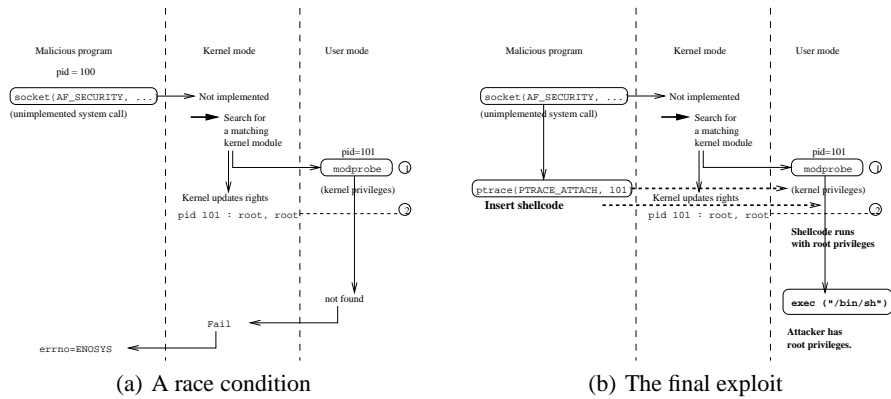 Malicious program
Kernel mode
User mode
pid = 100
socket(AF_SECURITY, ...
Not implemented
(unimplemented system call)
Search for
a matching
kernel module
pid=101
modprobe
1
(kernel privileges)
Kernel updates rights
pid 101 : root, root
2
not found
Fail
errno=ENOSYS
(a) A race condition
Malicious program
Kernel mode
User mode
socket(AF_SECURITY, ...
Not implemented
(unimplemented system call)
Search for
a matching
kernel module
pid=101
modprobe
1
ptrace(PTRACE_ATTACH, 101
(kernel privileges)
Insert shellcode
Kernel updates rights
pid 101 : root, root
2
Shellcode runs
with root privileges
exec ("/bin/sh")
Attacker has
root privileges.
(b) The final exploit